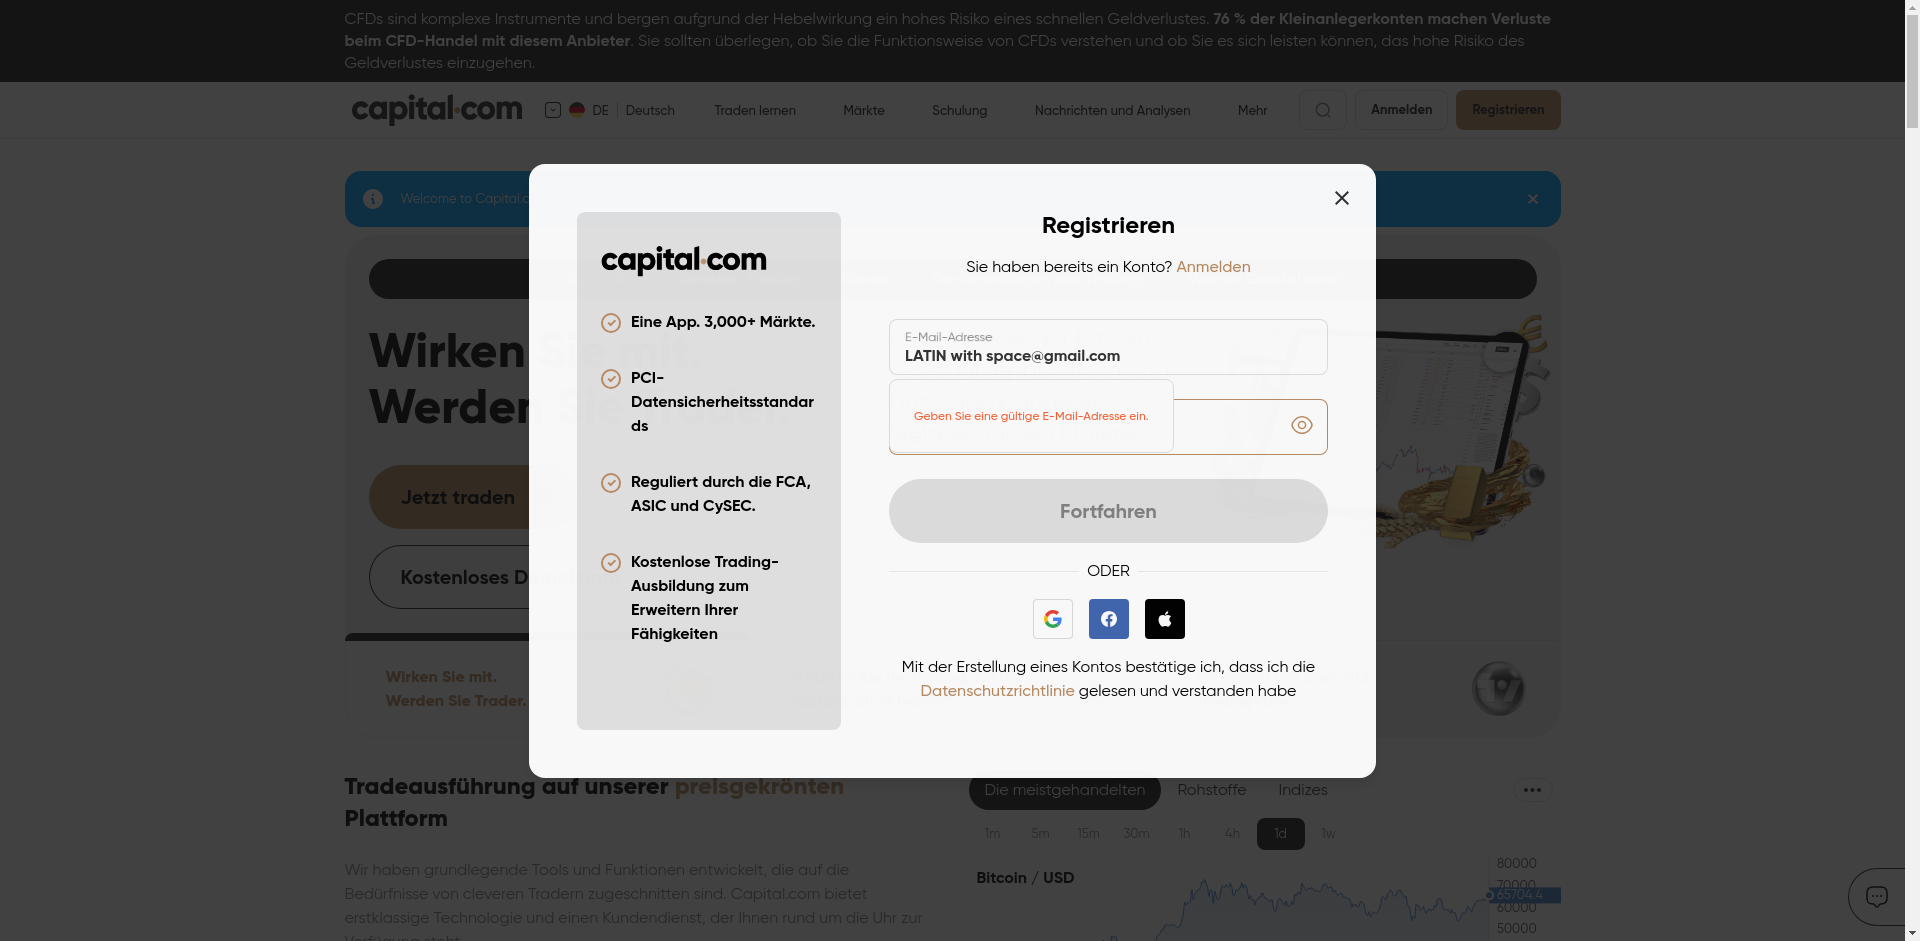 CFDs sind komplexe Instrumente und bergen aufgrund der Hebelwirkung ein hohes Risiko eines schnellen Geldverlustes. 76 % der Kleinanlegerkonten machen Verluste
beim CFD-Handel mit diesem Anbieter. Sie sollten überlegen, ob Sie die Funktionsweise von CFDs verstehen und ob Sie es sich leisten können, das hohe Risiko des
Geldverlustes einzugehen.
capital.com DE Deutsch Traden lernen Märkte Schulung Nachrichten und Analysen Mehr Anmelden Registrieren
Welcome to Capital.c
Wirken Sie mit.
Werden Sie
Jetzt traden
Kostenloses D
Wirken Sie mit.
Werden Sie Trader.
capital.com
Eine App. 3,000+ Märkte.
PCI-
Datensicherheitsstandar
ds
Reguliert durch die FCA,
ASIC und CySEC.
Kostenlose Trading-
Ausbildung zum
Erweitern Ihrer
Fähigkeiten
Registrieren
Sie haben bereits ein Konto? Anmelden
E-Mail-Adresse
LATIN with space@gmail.com
Geben Sie eine gültige E-Mail-Adresse ein.
Fortfahren
ODER
Mit der Erstellung eines Kontos bestätige ich, dass ich die
Datenschutzrichtlinie gelesen und verstanden habe
Tradeausführung auf unserer preisgekrönten
Plattform
Wir haben grundlegende Tools und Funktionen entwickelt, die auf die
Bedürfnisse von cleveren Tradern zugeschnitten sind. Capital.com bietet
erstklassige Technologie und einen Kundendienst, der Ihnen rund um die Uhr zur
Verfügung steht
Die meistgehandelten Rohstoffe Indizes
1m 5m 15m 30m 1h 4h 1d 1w
Bitcoin / USD
80000
70000
65704.4
60000
50000